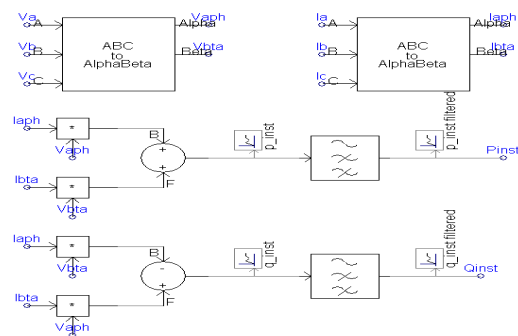 Va A Alpha Vaph
Vb B ABC to AlphaBeta Beta Vbta
Vc C
Ia A Alpha Iaph
Ib B ABC to AlphaBeta Beta Ibta
Ic C
Iaph
*
Vaph
B
+
+
F
p_inst
p_inst filtered
Pinst
Ibta
*
Vbta
Iaph
*
Vbta
B
-
+
F
q_inst
q_inst filtered
Qinst
Ibta
*
Vaph